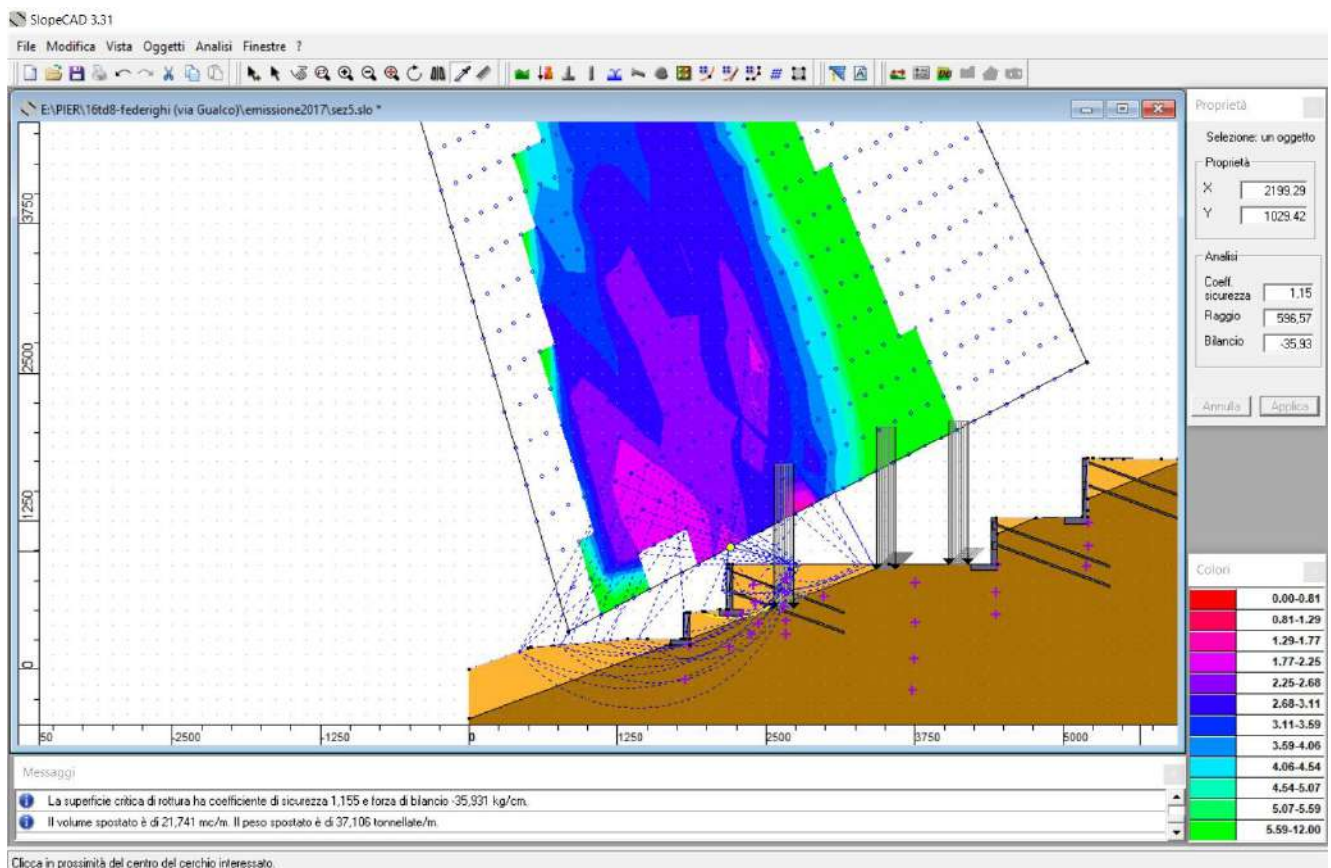 SlopeCAD 3.31
File Modifica Vista Oggetti Analisi Finestre ?
E:\PIER\16td8-federighi (via Gualco)\emissione2017\sez5.slo *
3750
2500
1250
0
50
-2500
-1250
0
1250
2500
3750
5000
Proprietà
Selezione: un oggetto
Proprietà
X 2199.29
Y 1029.42
Analisi
Coeff. sicurezza 1,15
Raggio 596,57
Bilancio -35,93
Annulla Applica
Colori
0.00-0.81
0.81-1.29
1.29-1.77
1.77-2.25
2.25-2.68
2.68-3.11
3.11-3.59
3.59-4.06
4.06-4.54
4.54-5.07
5.07-5.59
5.59-12.00
Messaggi
La superficie critica di rottura ha coefficiente di sicurezza 1,155 e forza di bilancio -35,931 kg/cm.
Il volume spostato è di 21,741 mc/m. Il peso spostato è di 37,106 tonnellate/m.
Clicca in prossimità del centro del cerchio interessato.